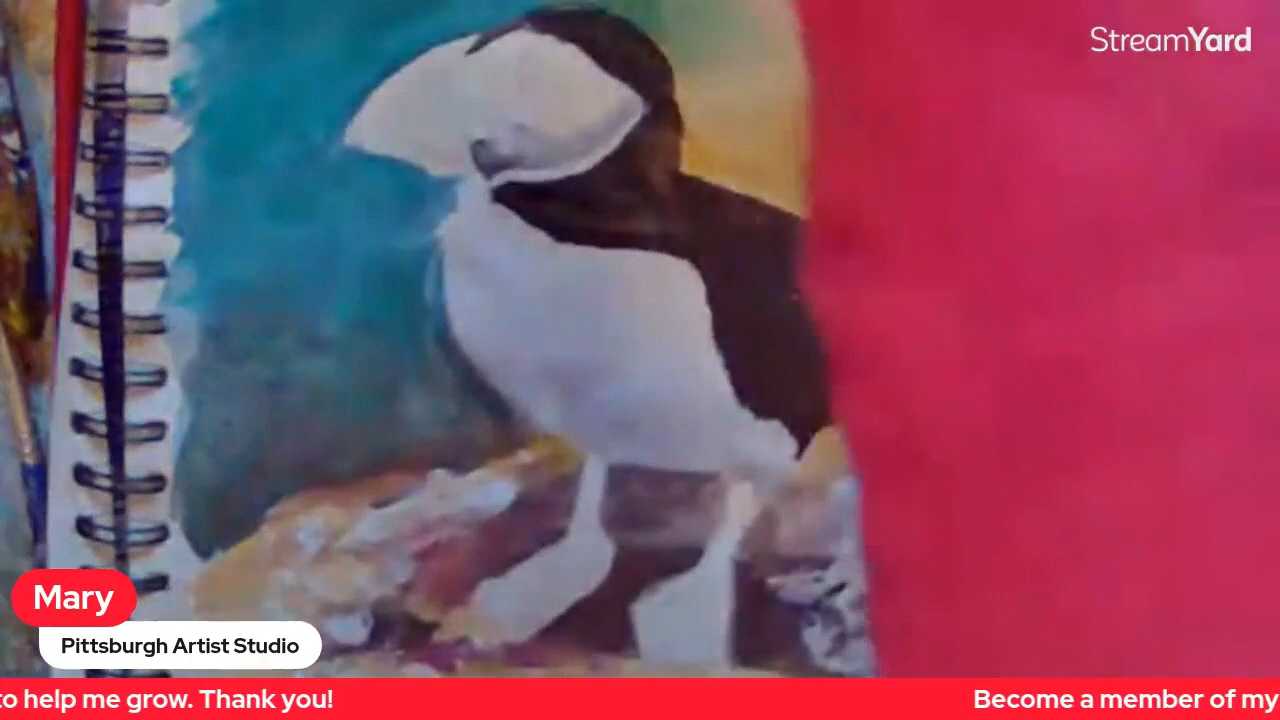 StreamYard
Mary
Pittsburgh Artist Studio
to help me grow. Thank you!
Become a member of my